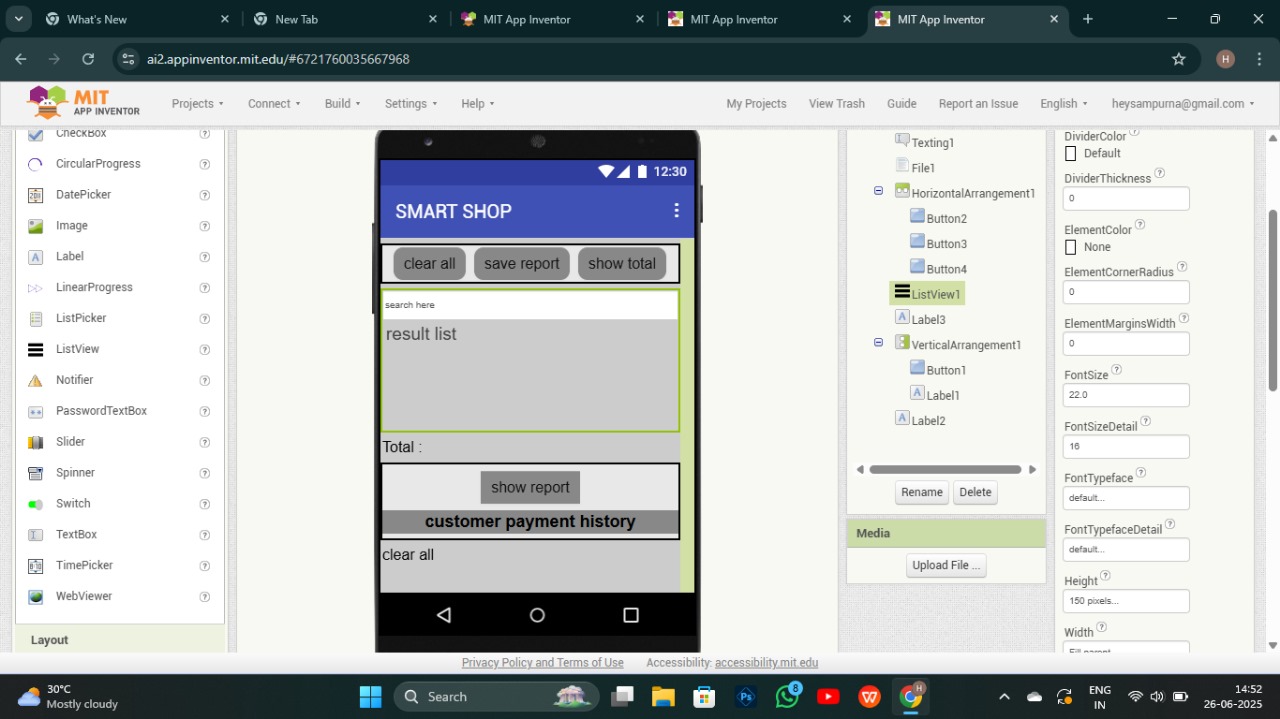 What's New
New Tab
MIT App Inventor
MIT App Inventor
MIT App Inventor
ai2.appinventor.mit.edu/#6721760035667968
H
MIT
APP INVENTOR
Projects
Connect
Build
Settings
Help
My Projects
View Trash
Guide
Report an Issue
English
heysampurna@gmail.com
CheckBox
CircularProgress
DatePicker
Image
Label
LinearProgress
ListPicker
ListView
Notifier
PasswordTextBox
Slider
Spinner
Switch
TextBox
TimePicker
WebViewer
Layout
12:30
SMART SHOP
clear all
save report
show total
search here
result list
Total :
show report
customer payment history
clear all
Texting1
File1
HorizontalArrangement1
Button2
Button3
Button4
ListView1
Label3
VerticalArrangement1
Button1
Label1
Label2
Rename
Delete
Media
Upload File ...
DividerColor
Default
DividerThickness
0
ElementColor
None
ElementCornerRadius
0
ElementMarginsWidth
0
FontSize
22.0
FontSizeDetail
16
FontTypeface
default...
FontTypefaceDetail
default...
Height
150 pixels...
Width
Fill parent
Privacy Policy and Terms of Use
Accessibility: accessibility.mit.edu
30°C
Mostly cloudy
Search
Ps
8
W
H
ENG
IN
14:52
26-06-2025